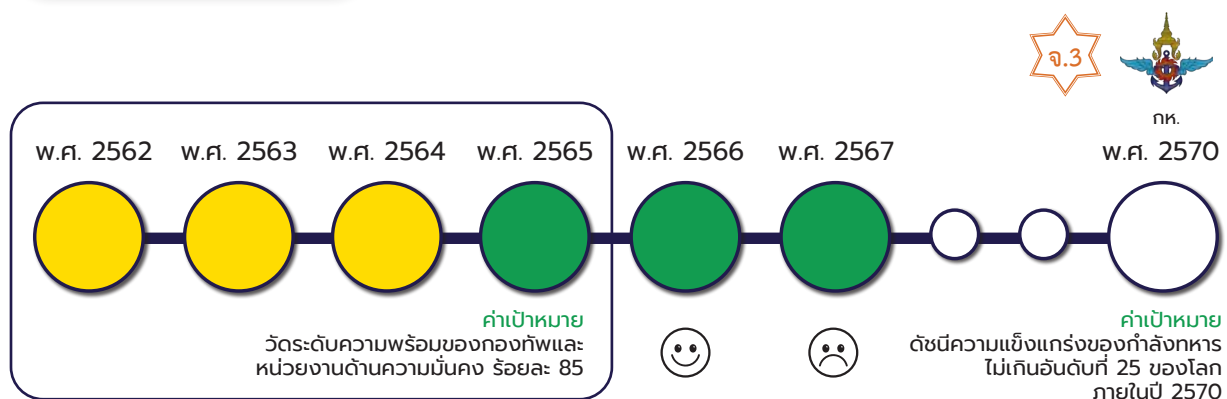 จ.3
กห.
พ.ศ. 2562 พ.ศ. 2563 พ.ศ. 2564 พ.ศ. 2565 พ.ศ. 2566 พ.ศ. 2567 พ.ศ. 2570
ค่าเป้าหมาย
วัดระดับความพร้อมของกองทัพและ
หน่วยงานด้านความมั่นคง ร้อยละ 85
ค่าเป้าหมาย
ดัชนีความแข็งแกร่งของกำลังทหาร
ไม่เกินอันดับที่ 25 ของโลก
ภายในปี 2570